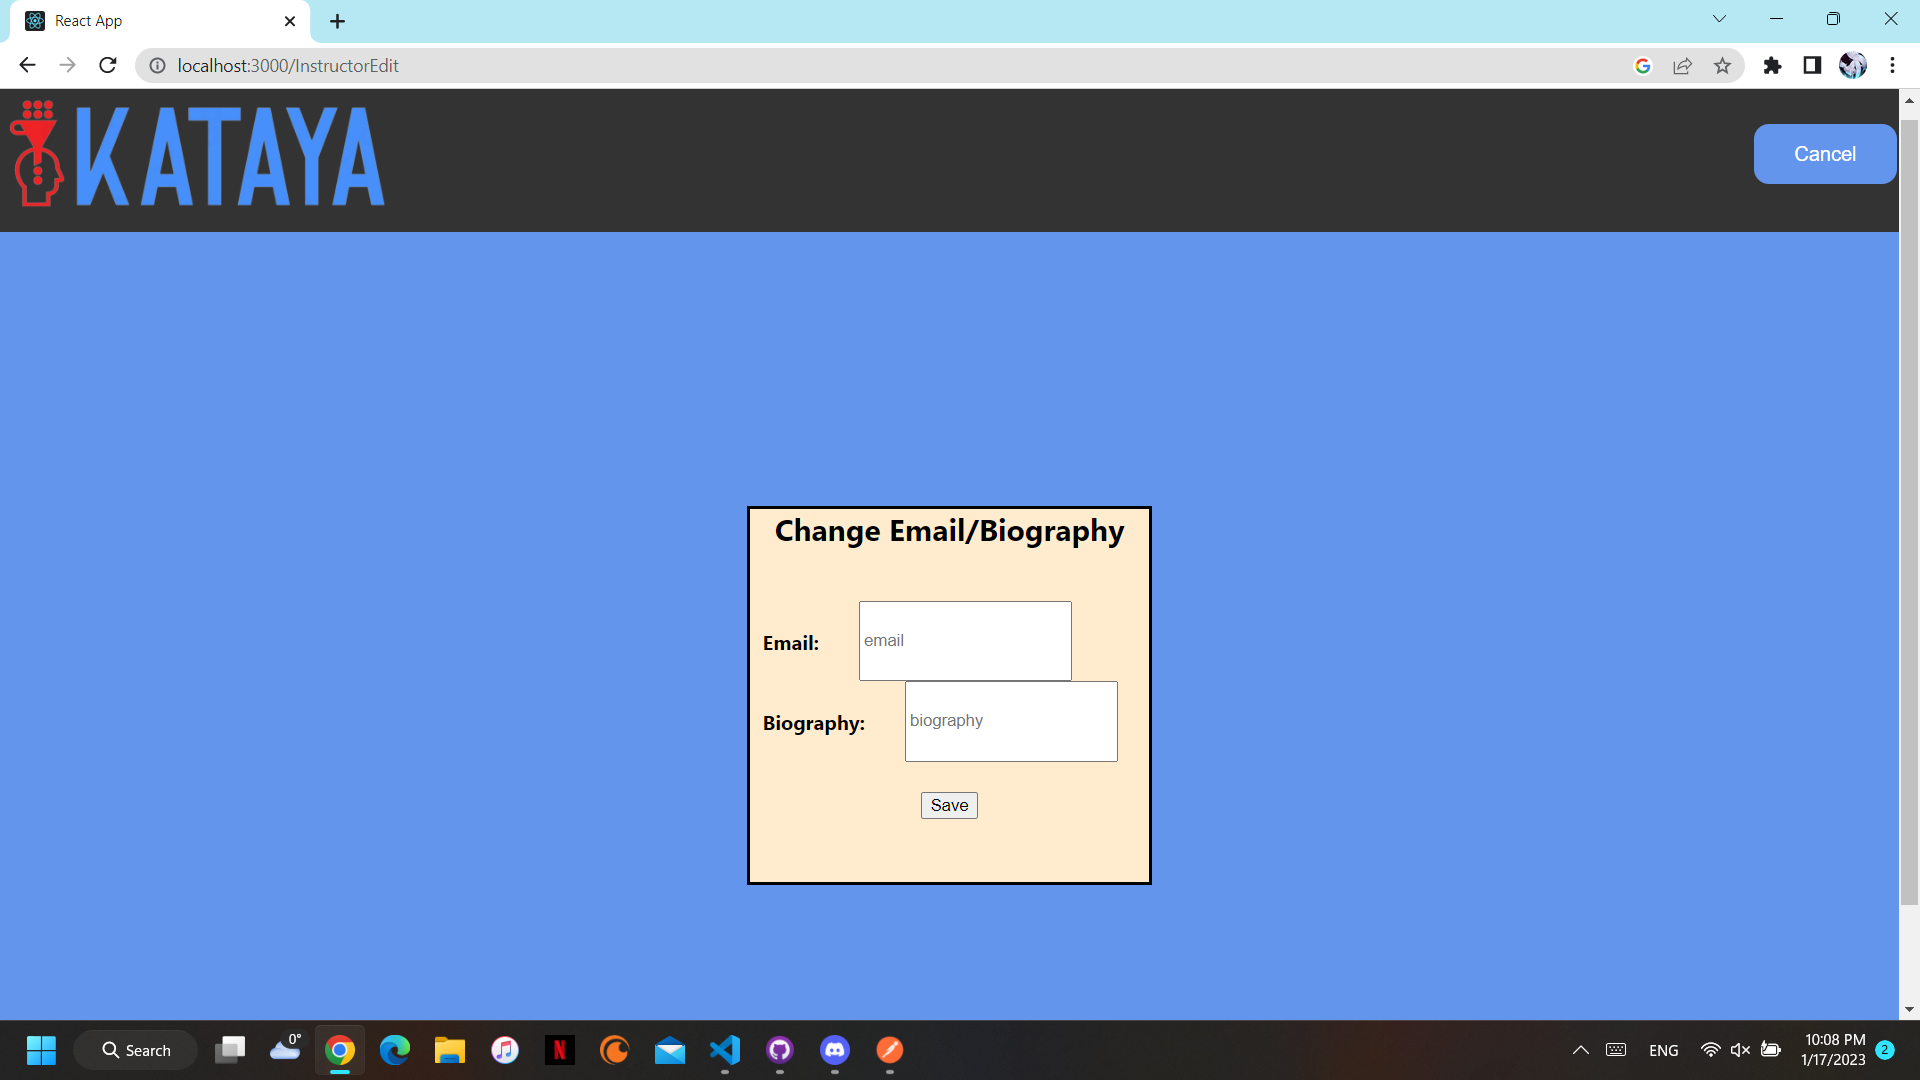 React App
localhost:3000/InstructorEdit
KATAYA
Cancel
Change Email/Biography
Email:
email
Biography:
biography
Save
0°
Search
ENG
10:08 PM
1/17/2023
2